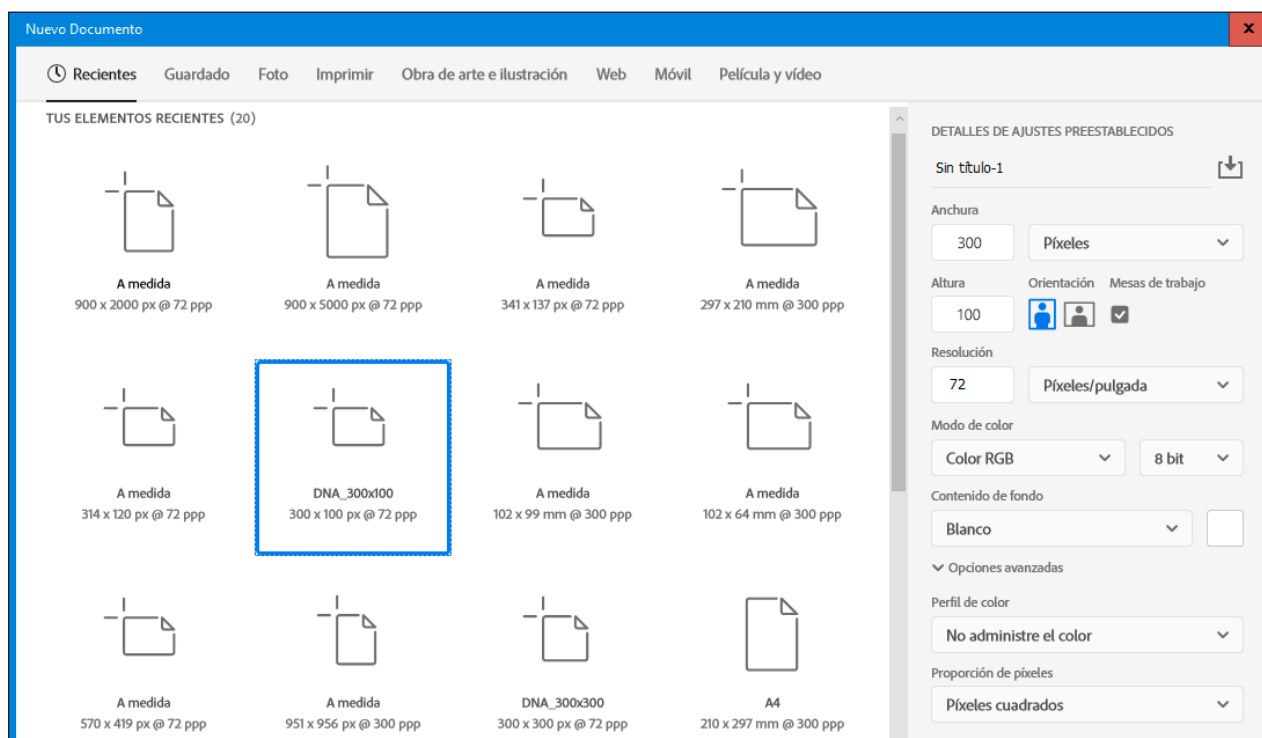 Nuevo Documento
x
Recientes Guardado Foto Imprimir Obra de arte e ilustración Web Móvil Película y vídeo
TUS ELEMENTOS RECIENTES (20)
A medida
900 x 2000 px @ 72 ppp
A medida
900 x 5000 px @ 72 ppp
A medida
341 x 137 px @ 72 ppp
A medida
297 x 210 mm @ 300 ppp
A medida
314 x 120 px @ 72 ppp
DNA_300x100
300 x 100 px @ 72 ppp
A medida
102 x 99 mm @ 300 ppp
A medida
102 x 64 mm @ 300 ppp
A medida
570 x 419 px @ 72 ppp
A medida
951 x 956 px @ 300 ppp
DNA_300x300
300 x 300 px @ 72 ppp
A4
210 x 297 mm @ 300 ppp
DETALLES DE AJUSTES PREESTABLECIDOS
Sin título-1
Anchura
300 Píxeles
Altura Orientación Mesas de trabajo
100
Resolución
72 Píxeles/pulgada
Modo de color
Color RGB 8 bit
Contenido de fondo
Blanco
Opciones avanzadas
Perfil de color
No administre el color
Proporción de píxeles
Píxeles cuadrados